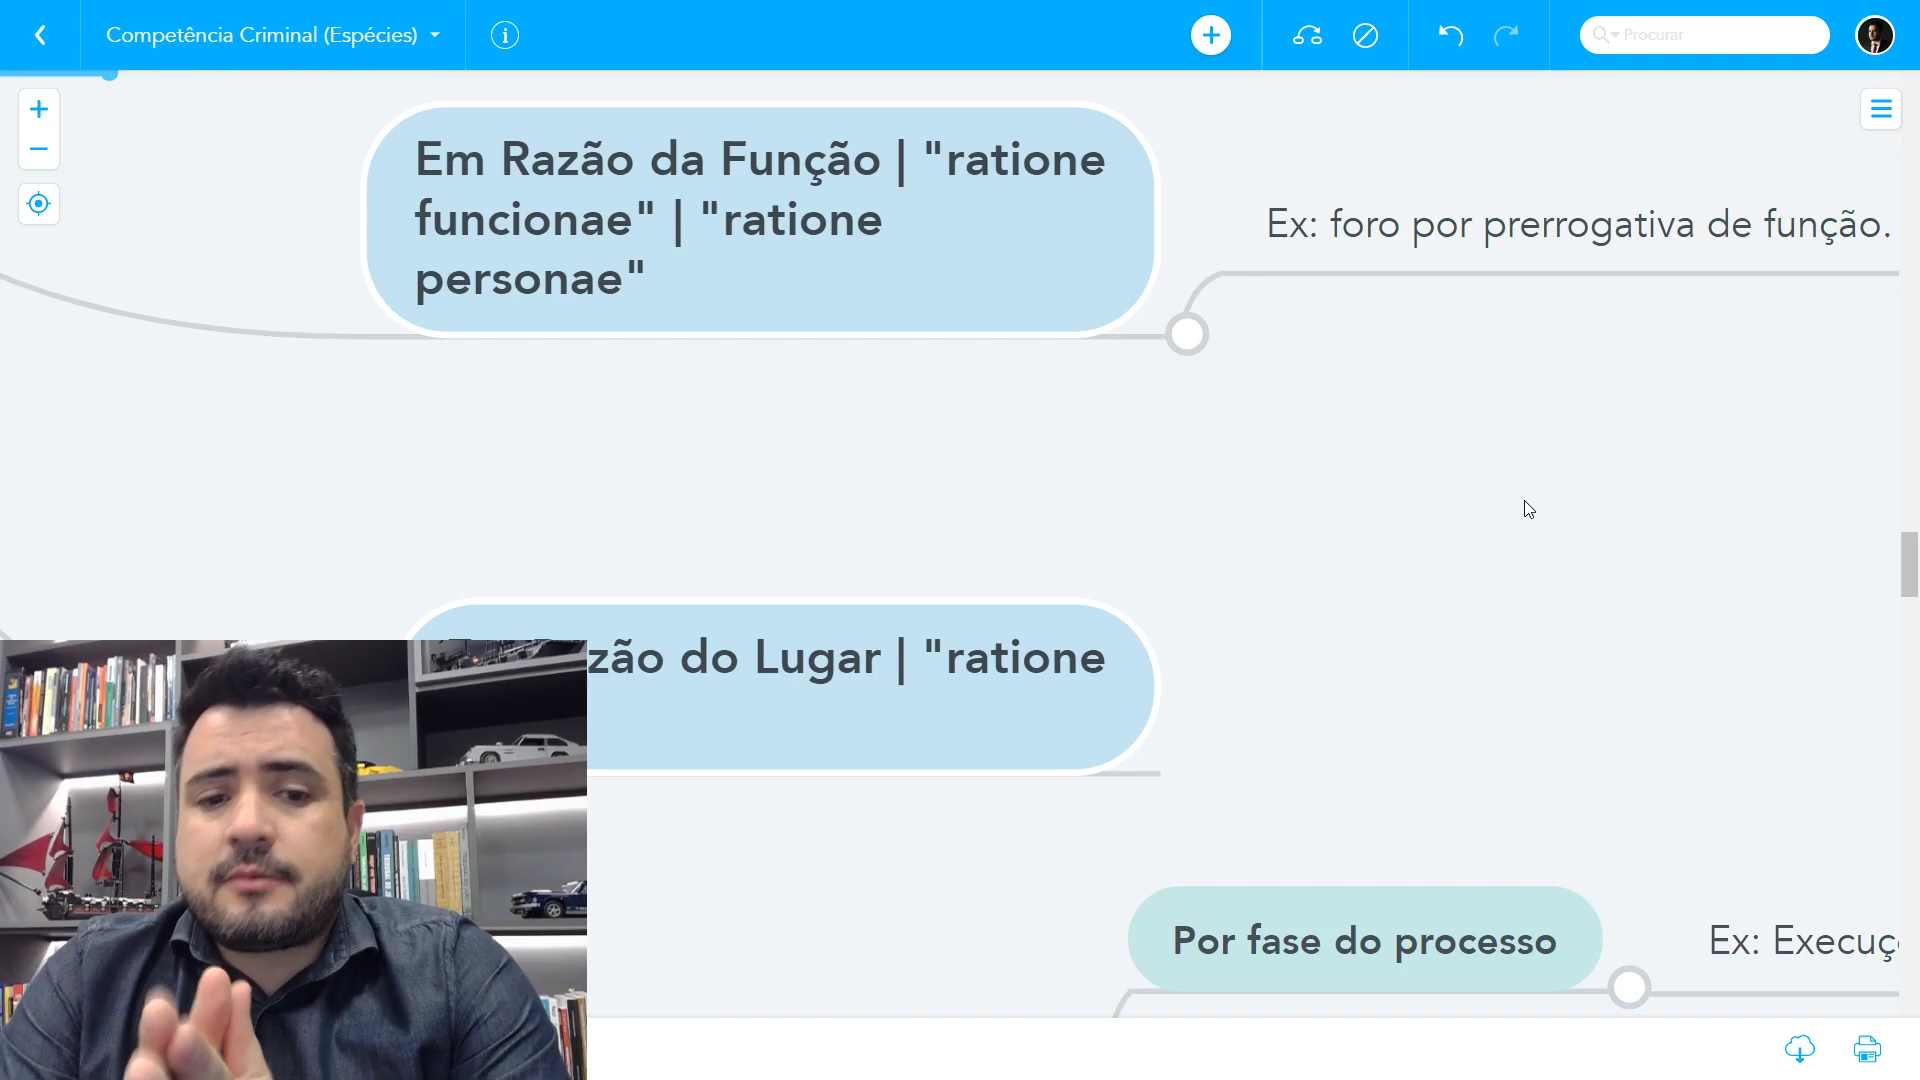 Competência Criminal (Espécies)
Procurar
Em Razão da Função | "ratione
funcionae" | "ratione
personae"
Ex: foro por prerrogativa de função.
zão do Lugar | "ratione
Por fase do processo
Ex: Execuç